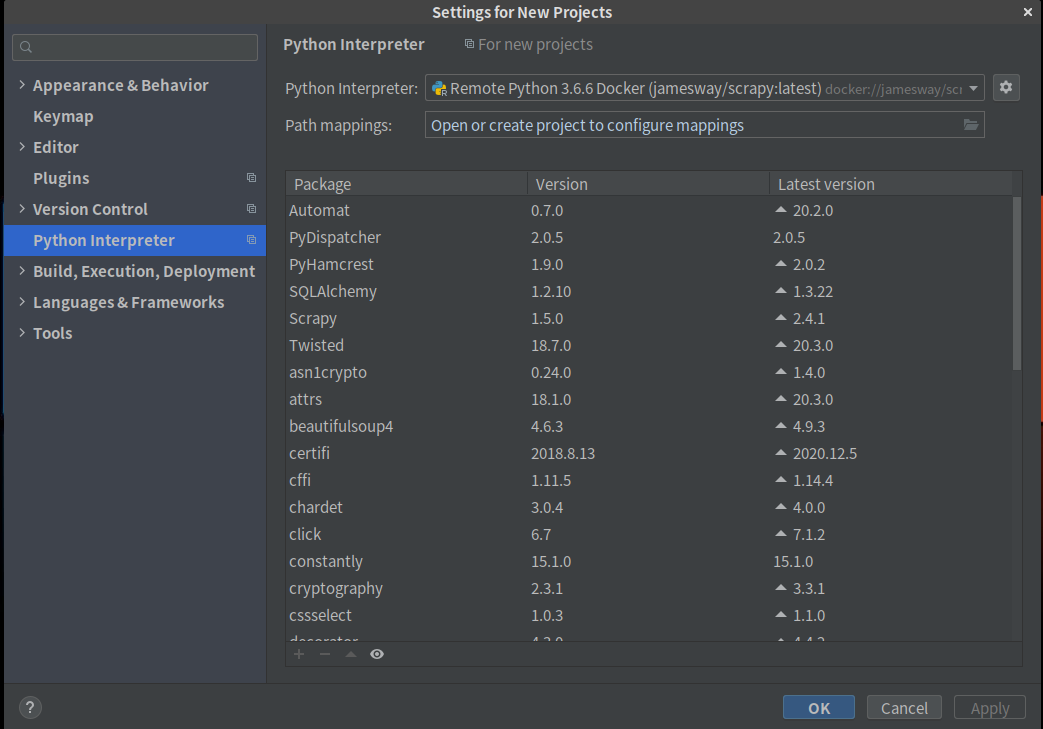 Settings for New Projects
Appearance & Behavior
Keymap
Editor
Plugins
Version Control
Python Interpreter
Build, Execution, Deployment
Languages & Frameworks
Tools
Python Interpreter For new projects
Python Interpreter: Remote Python 3.6.6 Docker (jamesway/scrapy:latest) docker://jamesway/scr
Path mappings: Open or create project to configure mappings
Package Version Latest version
Automat 0.7.0 20.2.0
PyDispatcher 2.0.5 2.0.5
PyHamcrest 1.9.0 2.0.2
SQLAlchemy 1.2.10 1.3.22
Scrapy 1.5.0 2.4.1
Twisted 18.7.0 20.3.0
asn1crypto 0.24.0 1.4.0
attrs 18.1.0 20.3.0
beautifulsoup4 4.6.3 4.9.3
certifi 2018.8.13 2020.12.5
cffi 1.11.5 1.14.4
chardet 3.0.4 4.0.0
click 6.7 7.1.2
constantly 15.1.0 15.1.0
cryptography 2.3.1 3.3.1
cssselect 1.0.3 1.1.0
decorator 4.3.0 4.4.2
? OK Cancel Apply